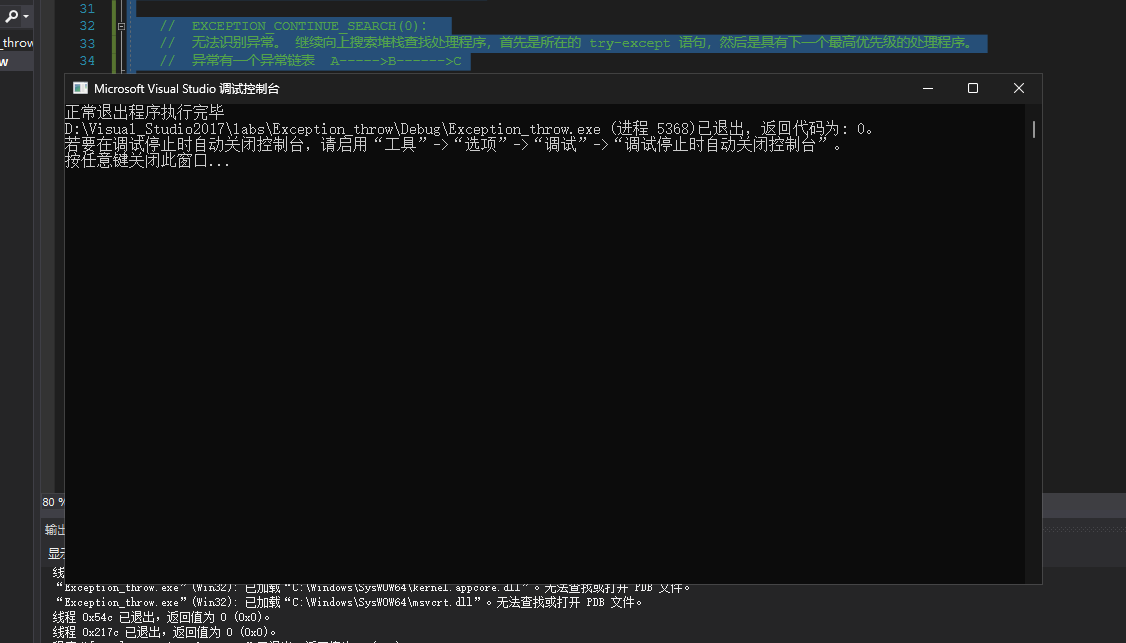 31
32 // EXCEPTION_CONTINUE_SEARCH(0):
_throw 33 // 无法识别异常。 继续向上搜索堆栈查找处理程序，首先是所在的 try-except 语句，然后是具有下一个最高优先级的处理程序。
w 34 // 异常有一个异常链表 A----->B------>C
Microsoft Visual Studio 调试控制台
正常退出程序执行完毕
D:\Visual_Studio2017\labs\Exception_throw\Debug\Exception_throw.exe (进程 5368)已退出，返回代码为: 0。
若要在调试停止时自动关闭控制台，请启用“工具”->“选项”->“调试”->“调试停止时自动关闭控制台”。
按任意键关闭此窗口...
80 %
输出
显示
线
“Exception_throw.exe”(Win32): 已加载“C:\Windows\SysWOW64\kernel.appcore.dll”。无法查找或打开 PDB 文件。
“Exception_throw.exe”(Win32): 已加载“C:\Windows\SysWOW64\msvcrt.dll”。无法查找或打开 PDB 文件。
线程 0x54c 已退出，返回值为 0 (0x0)。
线程 0x217c 已退出，返回值为 0 (0x0)。